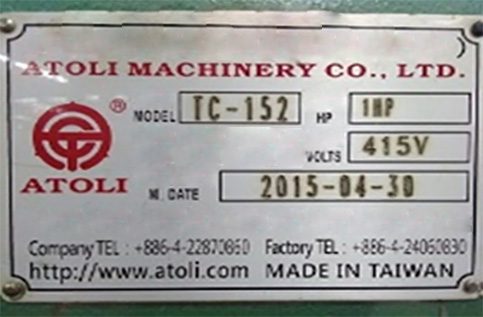 ATOLI MACHINERY CO., LTD.
MODEL TC-152 HP 1HP
VOLTS 415V
ATOLI ®
M. DATE 2015-04-30
Company TEL : +886-4-22870860 Factory TEL : +886-4-24060830
http://www.atoli.com MADE IN TAIWAN